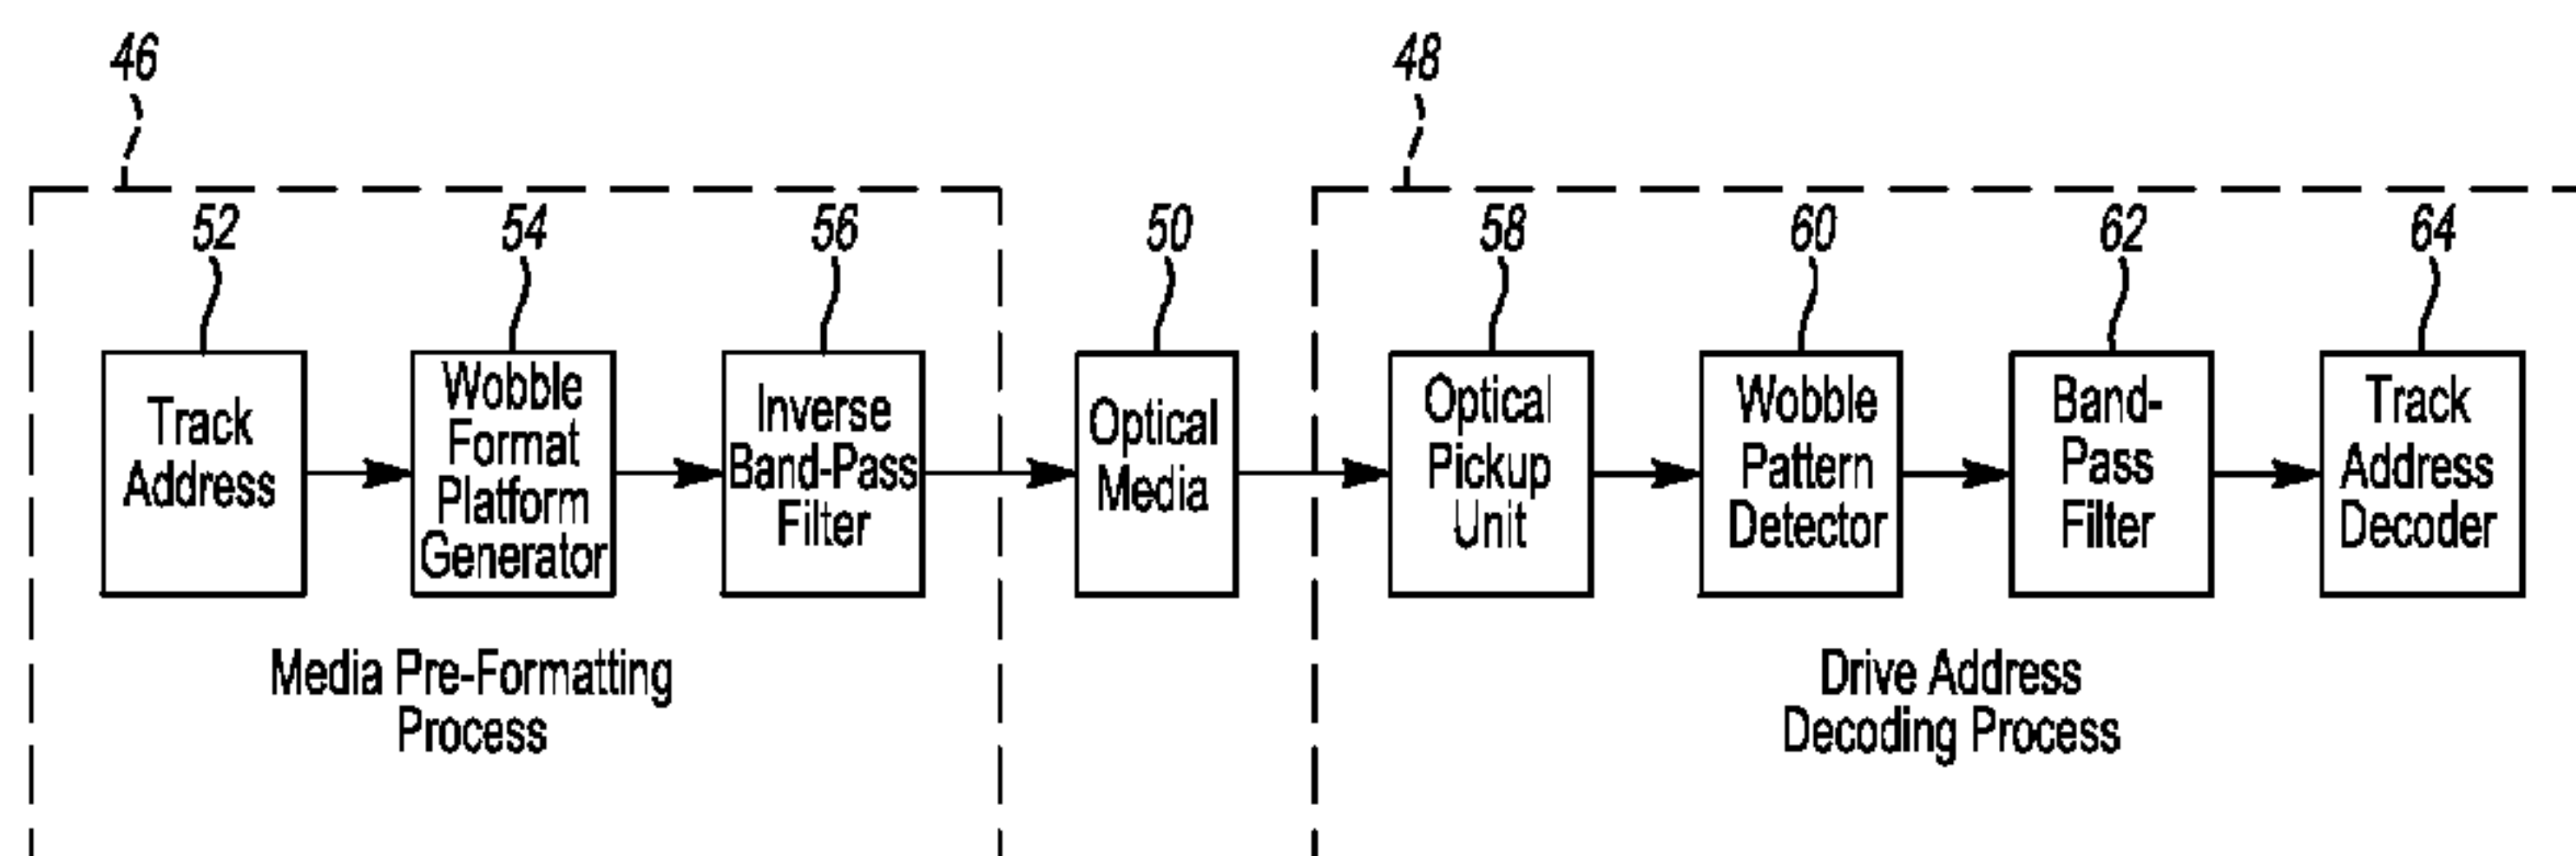 46
48
52
54
56
50
58
60
62
64
Track
Address
Wobble
Format
Platform
Generator
Inverse
Band-Pass
Filter
Optical
Media
Optical
Pickup
Unit
Wobble
Pattern
Detector
Band-
Pass
Filter
Track
Address
Decoder
Media Pre-Formatting
Process
Drive Address
Decoding Process